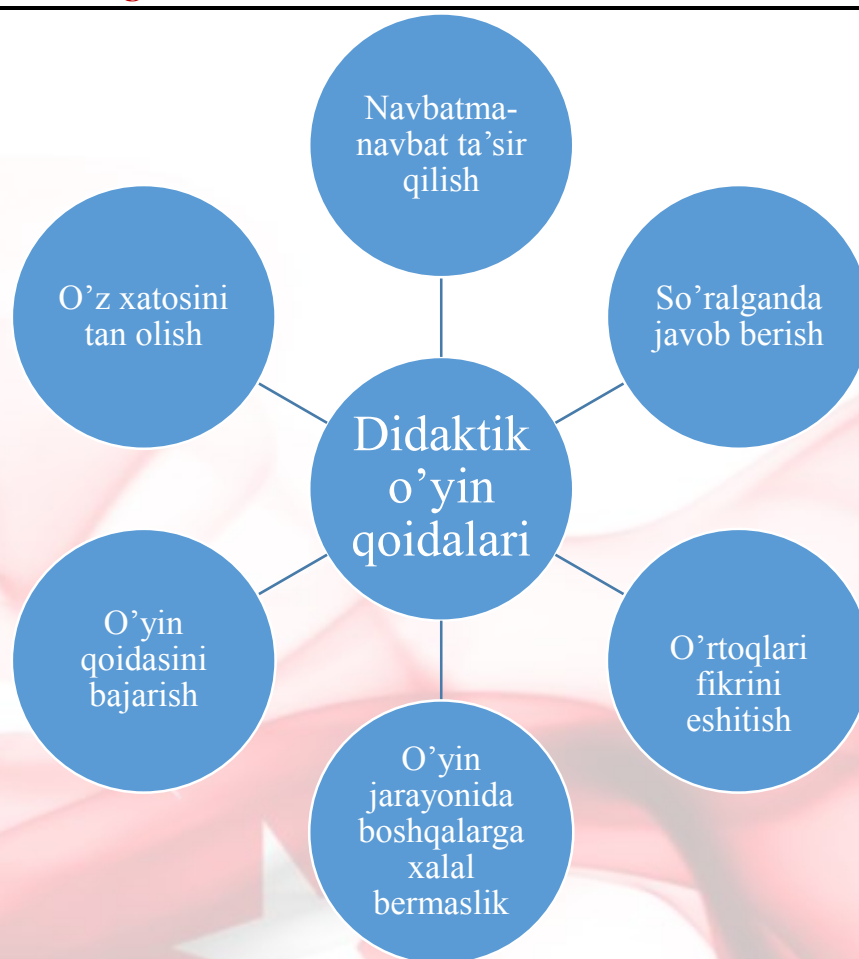 Navbatma-
navbat ta’sir
qilish
O’z xatosini
tan olish
So’ralganda
javob berish
Didaktik
o’yin
qoidalari
O’yin
qoidasini
bajarish
O’rtoqlari
fikrini
eshitish
O’yin
jarayonida
boshqalarga
xalal
bermaslik